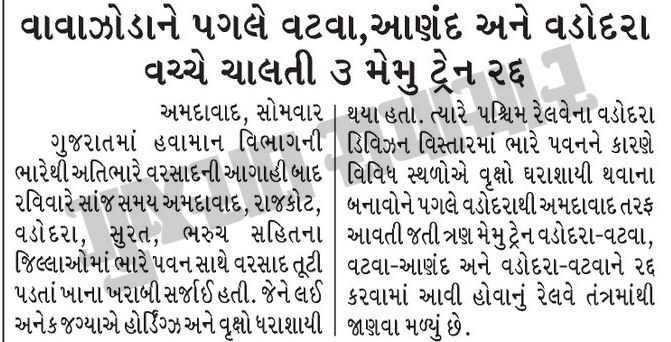 વાવાઝોડાને પગલે વટવા,આણંદ અને વડોદરા
વચ્ચે ચાલતી ૩ મેમુ ટ્રેન રદ્દ
અમદાવાદ, સોમવાર
ગુજરાતમાં હવામાન વિભાગની
ભારેથી અતિભારે વરસાદની આગાહી બાદ
રવિવારે સાંજ સમય અમદાવાદ, રાજકોટ,
વડોદરા, સુરત, ભરુચ સહિતના
જિલ્લાઓમાં ભારે પવન સાથે વરસાદ તૂટી
પડતાં ખાના ખરાબી સર્જાઈ હતી. જેને લઈ
અનેક જગ્યાએ હોર્ડિંગ્ઝ અને વૃક્ષો ધરાશાયી
થયા હતા. ત્યારે પશ્ચિમ રેલવેના વડોદરા
ડિવિઝન વિસ્તારમાં ભારે પવનને કારણે
વિવિધ સ્થળોએ વૃક્ષો ધરાશાયી થવાના
બનાવોને પગલે વડોદરાથી અમદાવાદ તરફ
આવતી જતી ત્રણ મેમુ ટ્રેન વડોદરા-વટવા,
વટવા-આણંદ અને વડોદરા-વટવાને રદ્દ
કરવામાં આવી હોવાનું રેલવે તંત્રમાંથી
જાણવા મળ્યું છે.